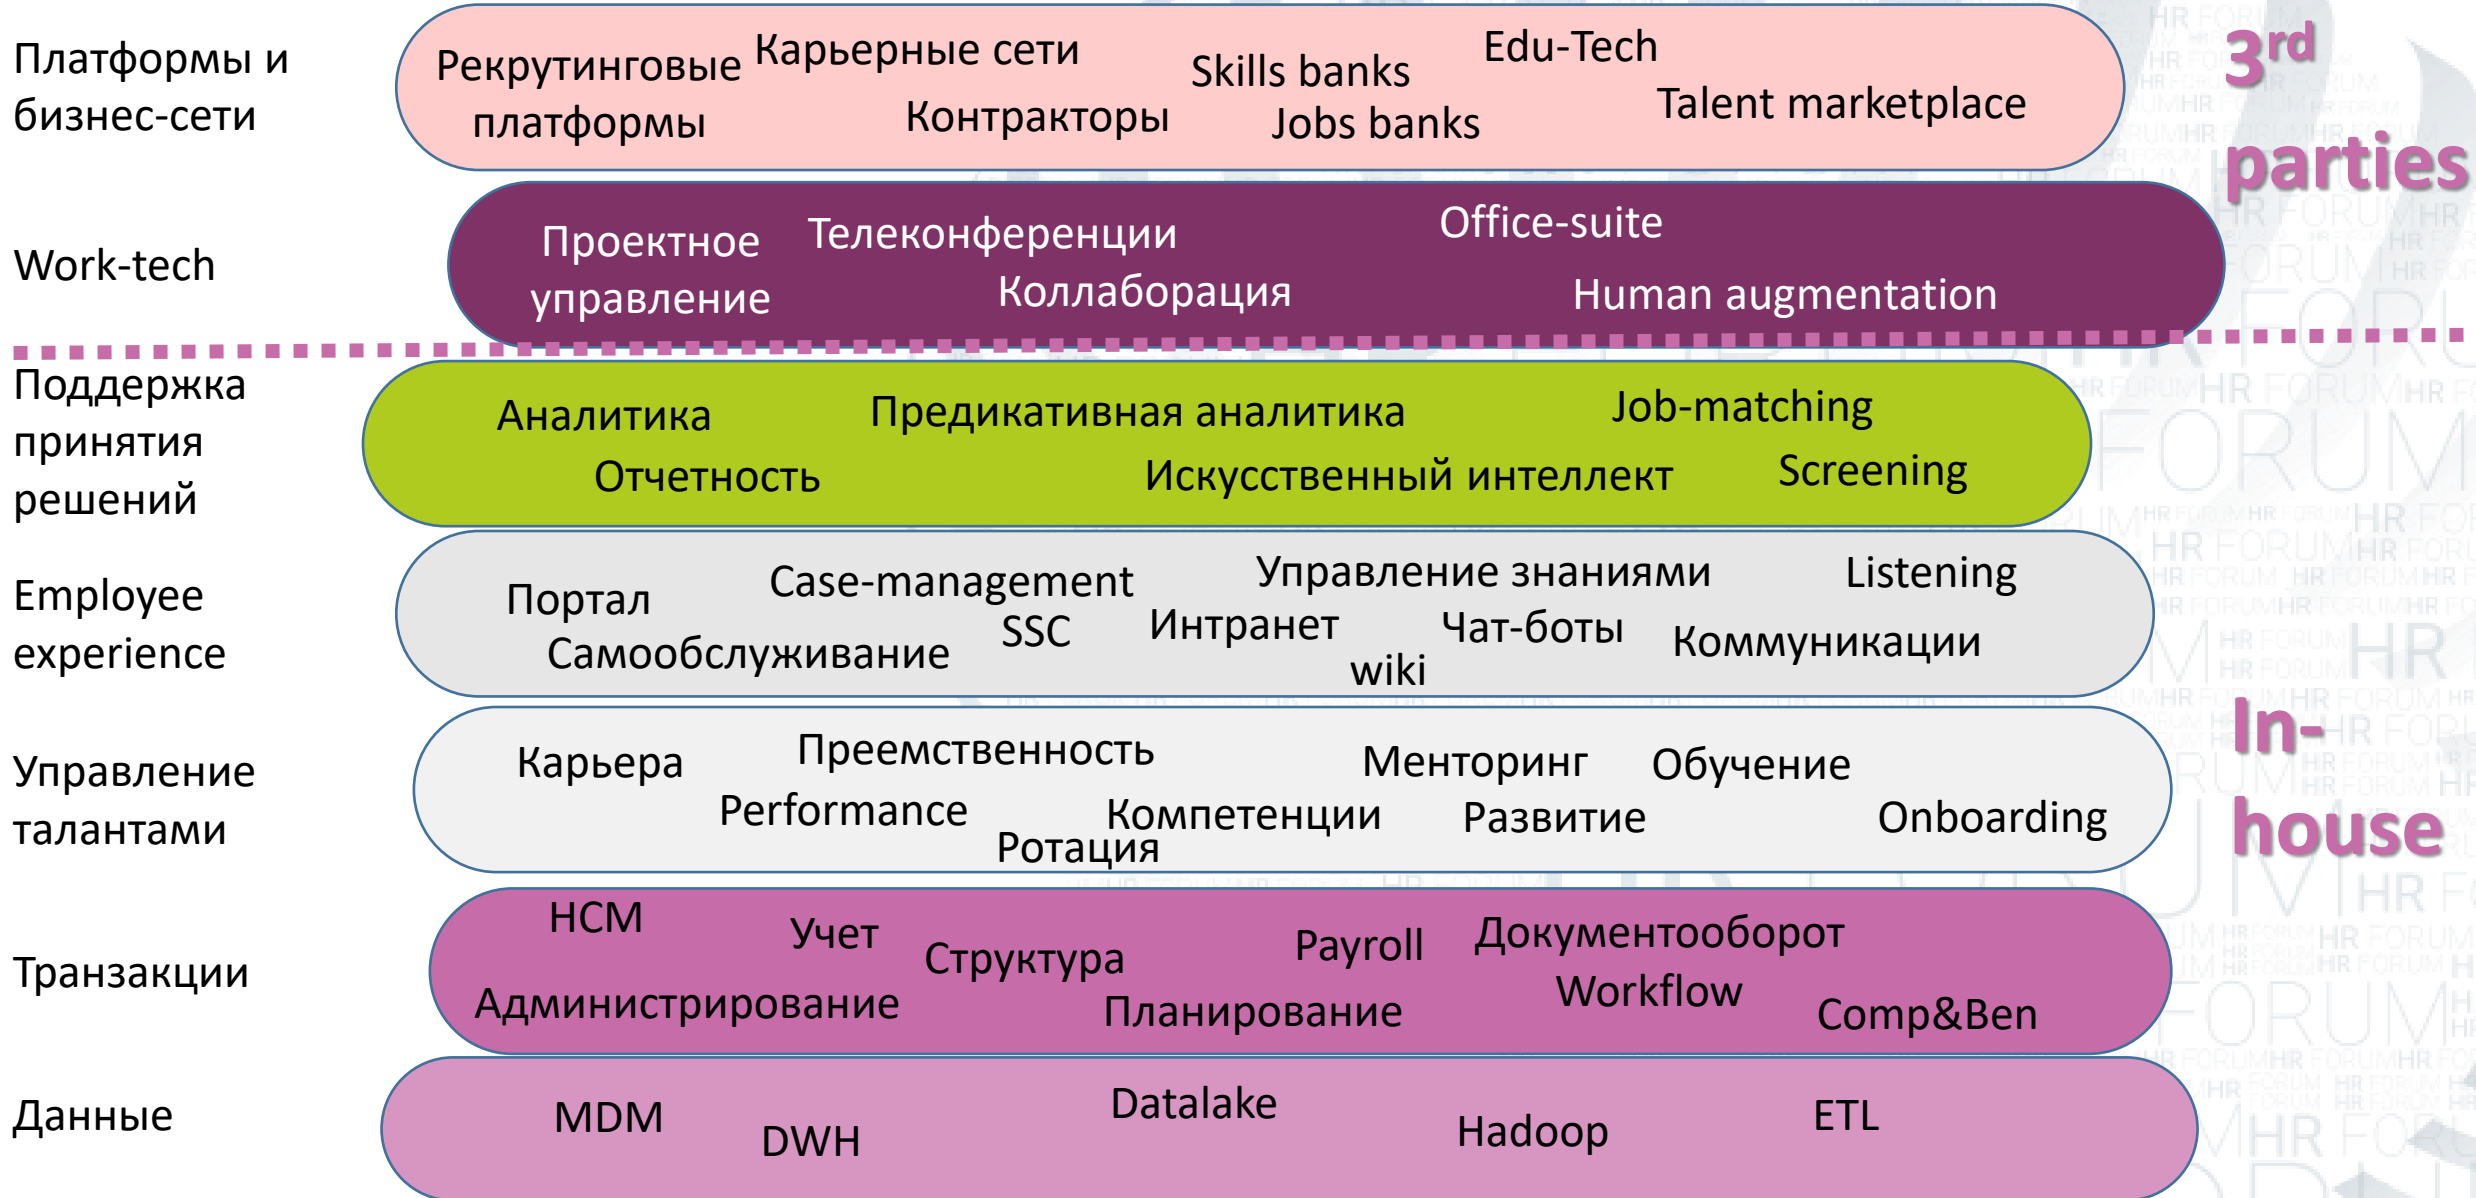 Платформы и
бизнес-сети
Рекрутинговые
платформы
Карьерные сети
Контракторы
Skills banks
Jobs banks
Edu-Tech
Talent marketplace
3rd
parties
Work-tech
Проектное
управление
Телеконференции
Коллаборация
Office-suite
Human augmentation
Поддержка
принятия
решений
Аналитика
Отчетность
Предикативная аналитика
Искусственный интеллект
Job-matching
Screening
Employee
experience
Портал
Самообслуживание
Case-management
SSC
Интранет
Управление знаниями
wiki
Чат-боты
Listening
Коммуникации
In-
house
Управление
талантами
Карьера
Преемственность
Performance
Ротация
Компетенции
Менторинг
Развитие
Обучение
Onboarding
Транзакции
HCM
Учет
Администрирование
Структура
Payroll
Планирование
Документооборот
Workflow
Comp&Ben
Данные
MDM
DWH
Datalake
Hadoop
ETL
HR FORUM